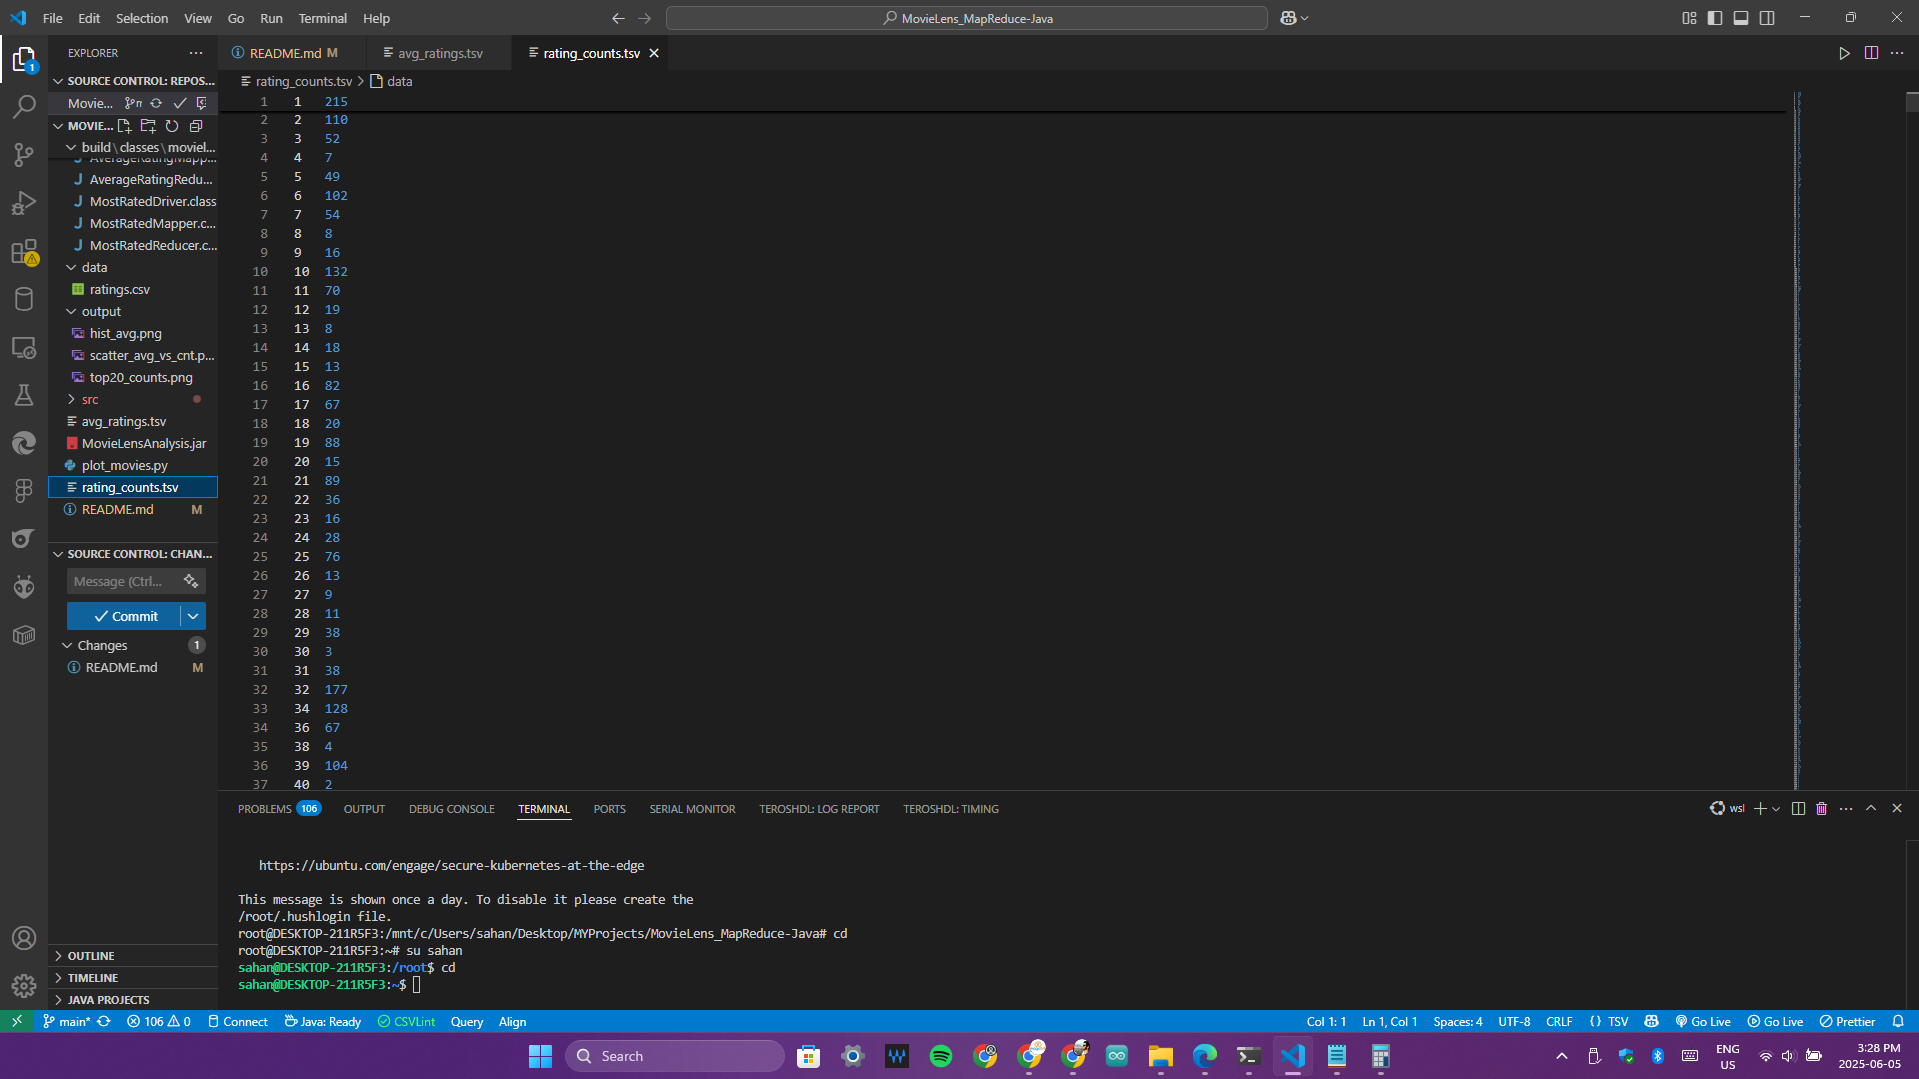 File Edit Selection View Go Run Terminal Help
MovieLens_MapReduce-Java
EXPLORER
SOURCE CONTROL: REPOS...
Movie...
MOVIE...
build\classes\moviel...
AverageRatingMapp...
AverageRatingRedu...
MostRatedDriver.class
MostRatedMapper.c...
MostRatedReducer.c...
data
ratings.csv
output
hist_avg.png
scatter_avg_vs_cnt.p...
top20_counts.png
src
avg_ratings.tsv
MovieLensAnalysis.jar
plot_movies.py
rating_counts.tsv
README.md M
SOURCE CONTROL: CHAN...
Message (Ctrl...
Commit
Changes 1
README.md M
OUTLINE
TIMELINE
JAVA PROJECTS
README.md M avg_ratings.tsv rating_counts.tsv
rating_counts.tsv > data
1 1 215
2 2 110
3 3 52
4 4 7
5 5 49
6 6 102
7 7 54
8 8 8
9 9 16
10 10 132
11 11 70
12 12 19
13 13 8
14 14 18
15 15 13
16 16 82
17 17 67
18 18 20
19 19 88
20 20 15
21 21 89
22 22 36
23 23 16
24 24 28
25 25 76
26 26 13
27 27 9
28 28 11
29 29 38
30 30 3
31 31 38
32 32 177
33 34 128
34 36 67
35 38 4
36 39 104
37 40 2
PROBLEMS 106 OUTPUT DEBUG CONSOLE TERMINAL PORTS SERIAL MONITOR TEROSHDL: LOG REPORT TEROSHDL: TIMING
wsl
https://ubuntu.com/engage/secure-kubernetes-at-the-edge
This message is shown once a day. To disable it please create the
/root/.hushlogin file.
root@DESKTOP-211R5F3:/mnt/c/Users/sahan/Desktop/MYProjects/MovieLens_MapReduce-Java# cd
root@DESKTOP-211R5F3:~# su sahan
sahan@DESKTOP-211R5F3:/root$ cd
sahan@DESKTOP-211R5F3:~$
main* 106 0 Connect Java: Ready CSVLint Query Align
Col 1: 1 Ln 1, Col 1 Spaces: 4 UTF-8 CRLF {} TSV Go Live Go Live Prettier
Search
ENG
US
3:28 PM
2025-06-05